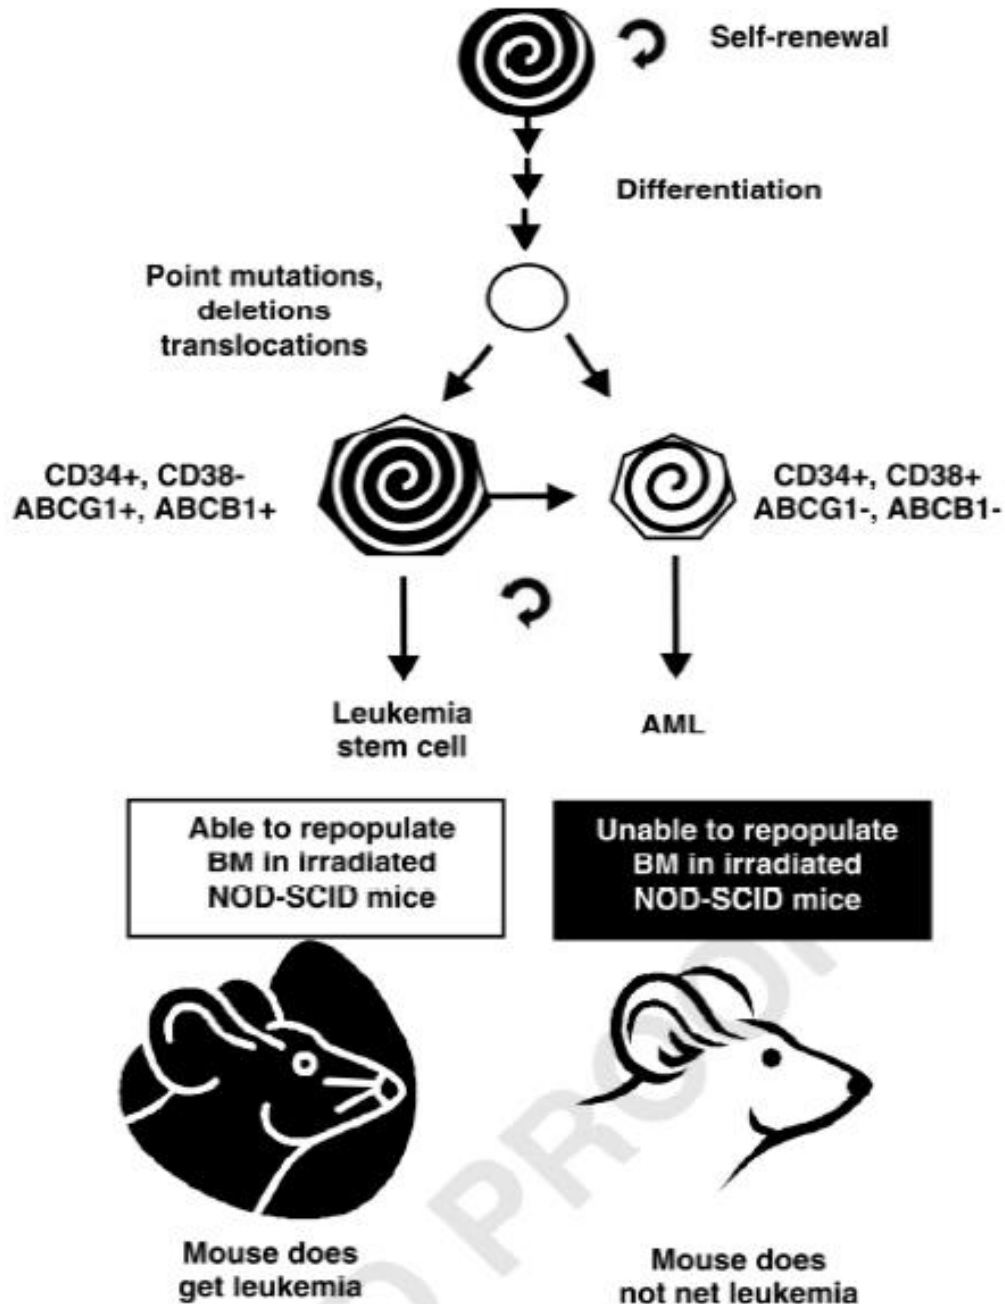 Self-renewal
Differentiation
Point mutations,
deletions
translocations
CD34+, CD38-
ABCG1+, ABCB1+
CD34+, CD38+
ABCG1-, ABCB1-
Leukemia
stem cell
AML
Able to repopulate
BM in irradiated
NOD-SCID mice
Unable to repopulate
BM in irradiated
NOD-SCID mice
Mouse does
get leukemia
Mouse does
not net leukemia